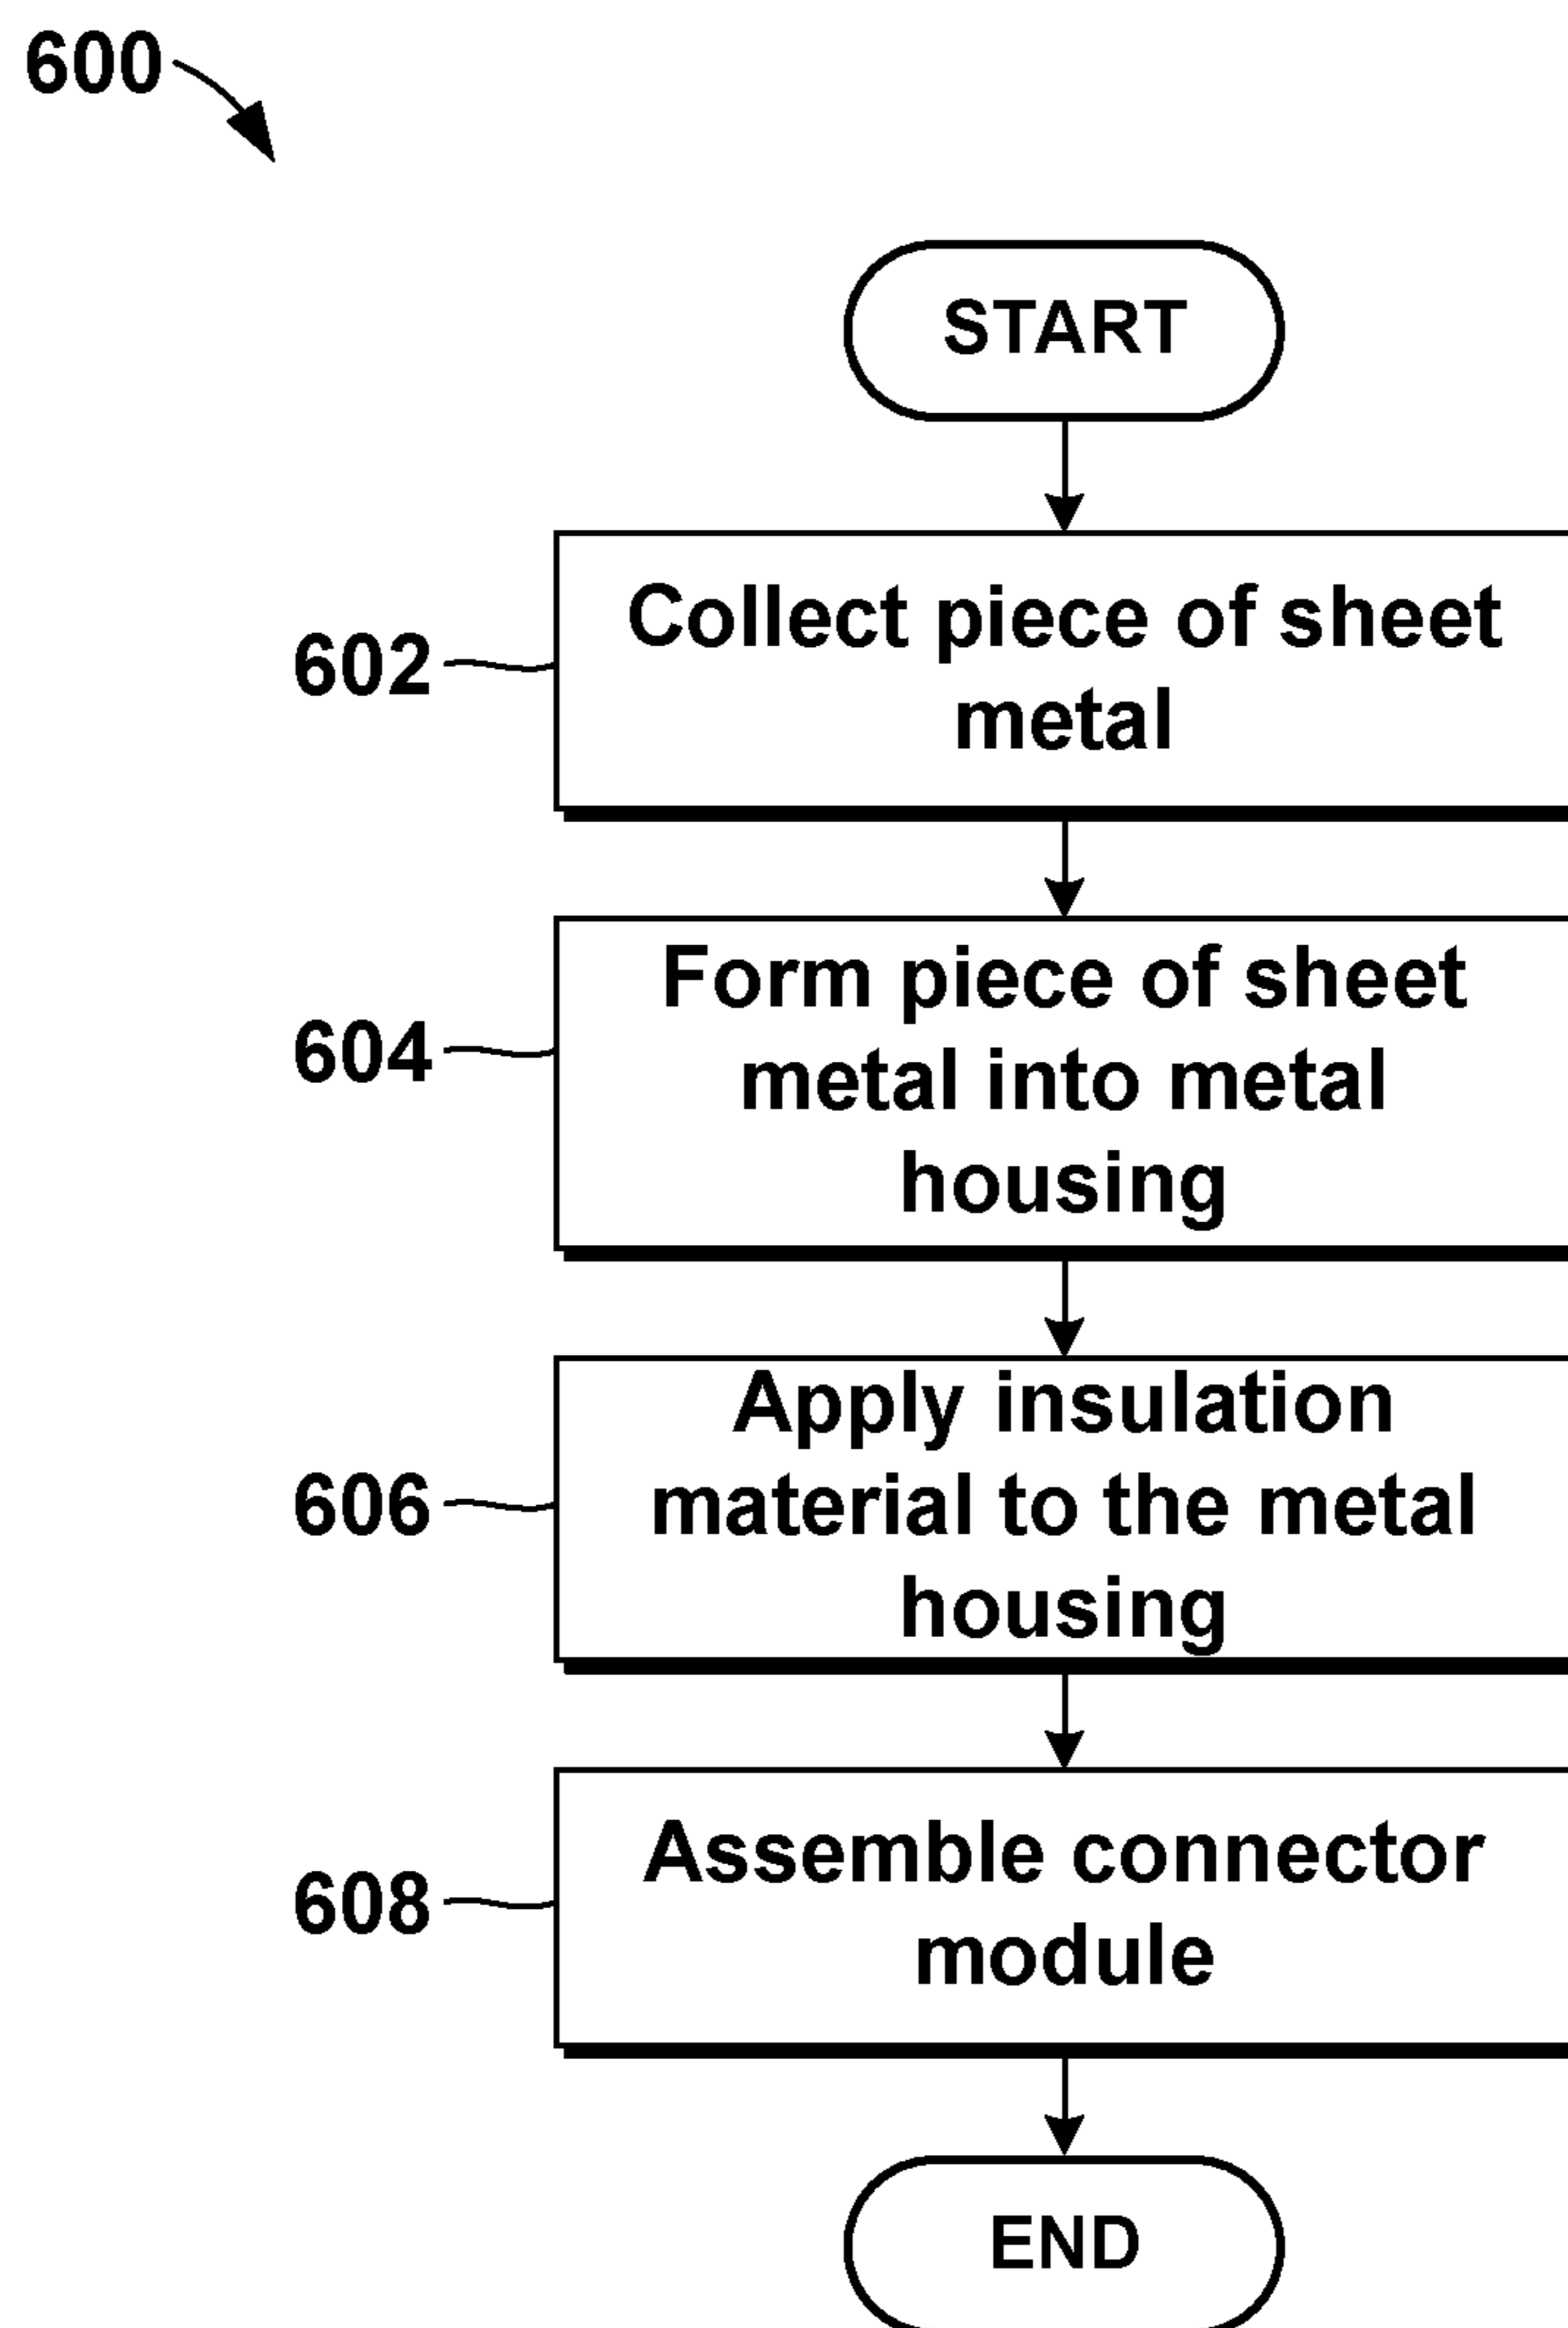 600
START
602
Collect piece of sheet
metal
604
Form piece of sheet
metal into metal
housing
606
Apply insulation
material to the metal
housing
608
Assemble connector
module
END